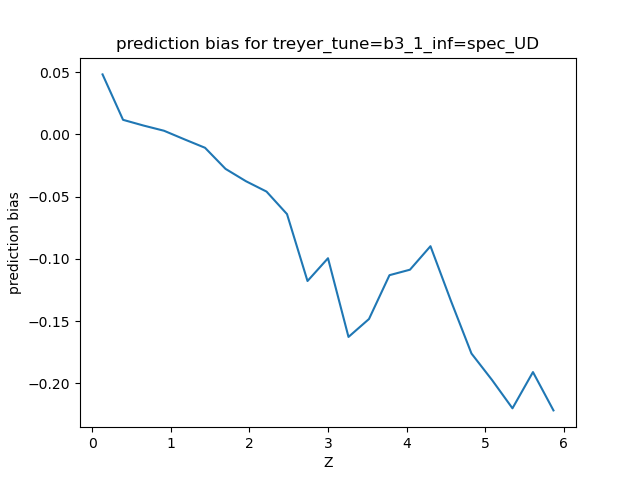 prediction bias for treyer_tune=b3_1_inf=spec_UD
0.05
0.00
−0.05
−0.10
−0.15
−0.20
prediction bias
0 1 2 3 4 5 6
Z